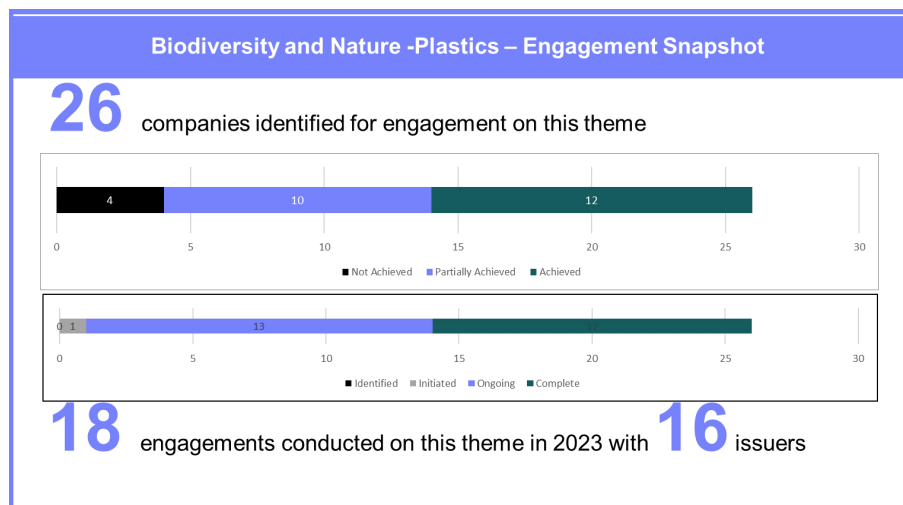 Biodiversity and Nature -Plastics – Engagement Snapshot
26 companies identified for engagement on this theme
4 10 12
0 5 10 15 20 25 30
Not Achieved Partially Achieved Achieved
0 1 13 12
0 5 10 15 20 25 30
Identified Initiated Ongoing Complete
18 engagements conducted on this theme in 2023 with 16 issuers